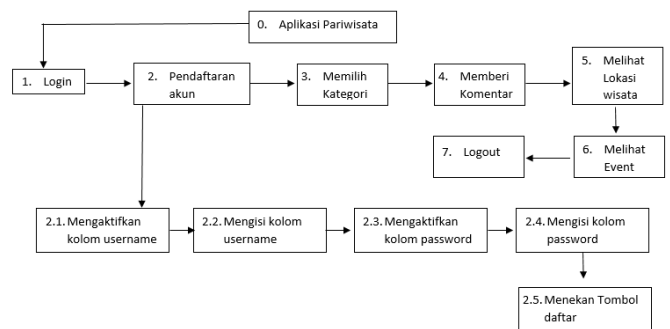 0. Aplikasi Pariwisata
1. Login
2. Pendaftaran
akun
3. Memilih
Kategori
4. Memberi
Komentar
5. Melihat
Lokasi
wisata
6. Melihat
Event
7. Logout
2.1. Mengaktifkan
kolom username
2.2. Mengisi kolom
username
2.3. Mengaktifkan
kolom password
2.4. Mengisi kolom
password
2.5. Menekan Tombol
daftar